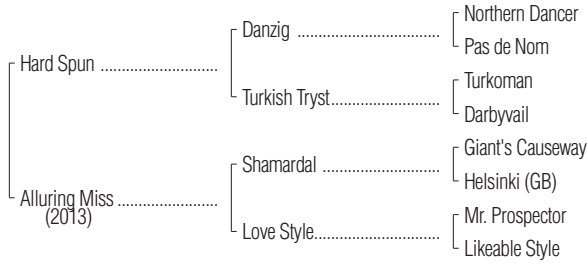 Northern Dancer
Danzig ....................................
Pas de Nom
Hard Spun .............................
Turkoman
Turkish Tryst............................
Darbyvail
Giant's Causeway
Shamardal ..............................
Helsinki (GB)
Alluring Miss .........................
(2013)
Mr. Prospector
Love Style................................
Likeable Style